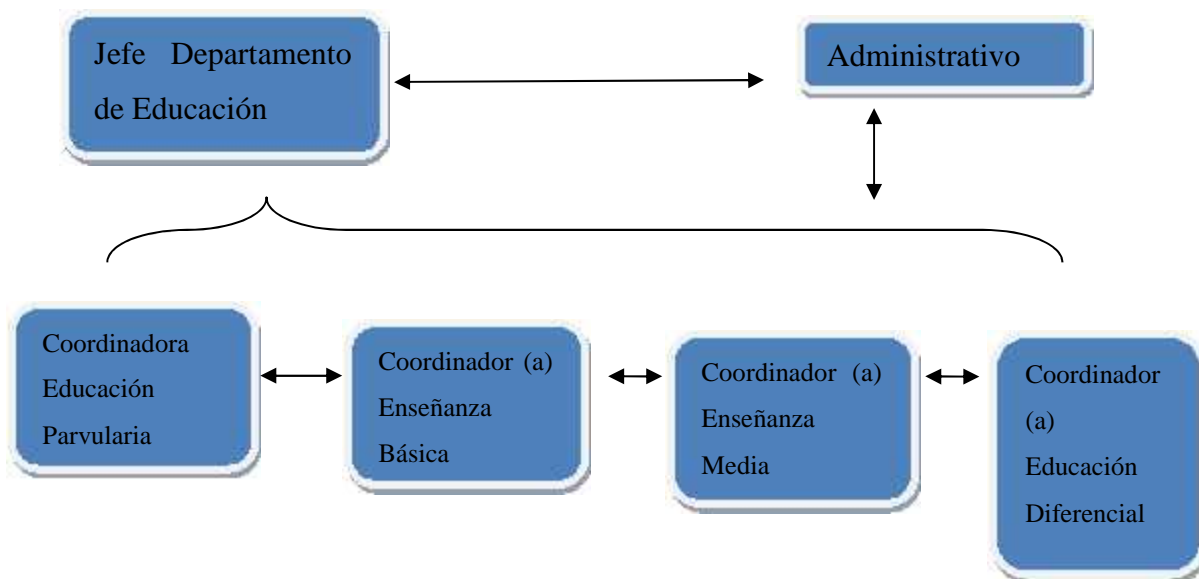 Jefe Departamento
de Educación
Administrativo
Coordinadora
Educación
Parvularia
Coordinador (a)
Enseñanza
Básica
Coordinador (a)
Enseñanza
Media
Coordinador
(a)
Educación
Diferencial